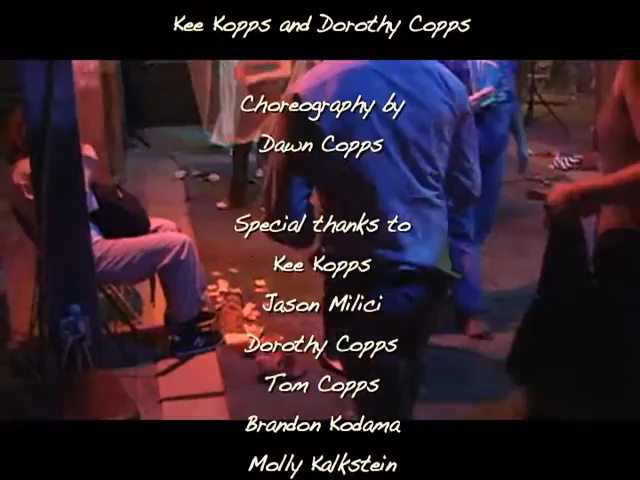 Kee Kopps and Dorothy Copps
Choreography by
Dawn Copps
Special thanks to
Kee Kopps
Jason Milici
Dorothy Copps
Tom Copps
Brandon Kodama
Molly Kalkstein